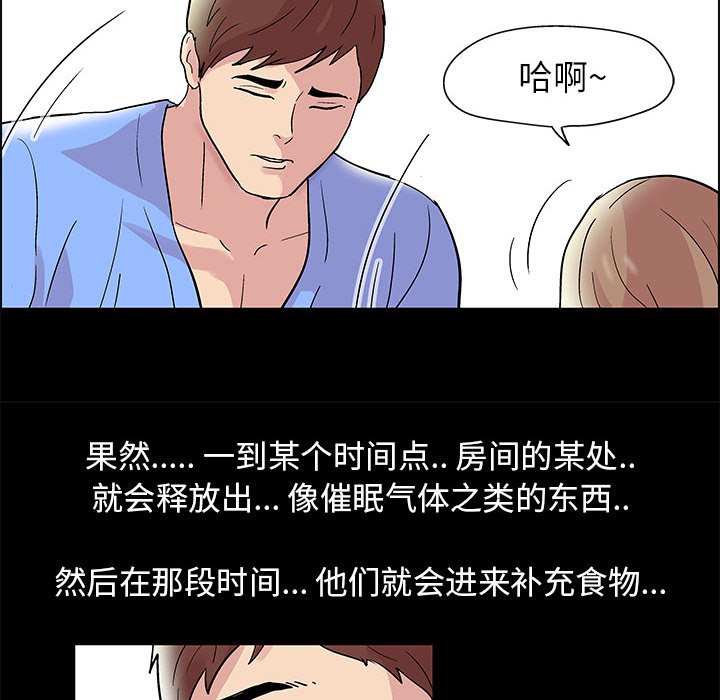 哈啊~
果然..... 一到某个时间点.. 房间的某处..
就会释放出... 像催眠气体之类的东西..
然后在那段时间... 他们就会进来补充食物...